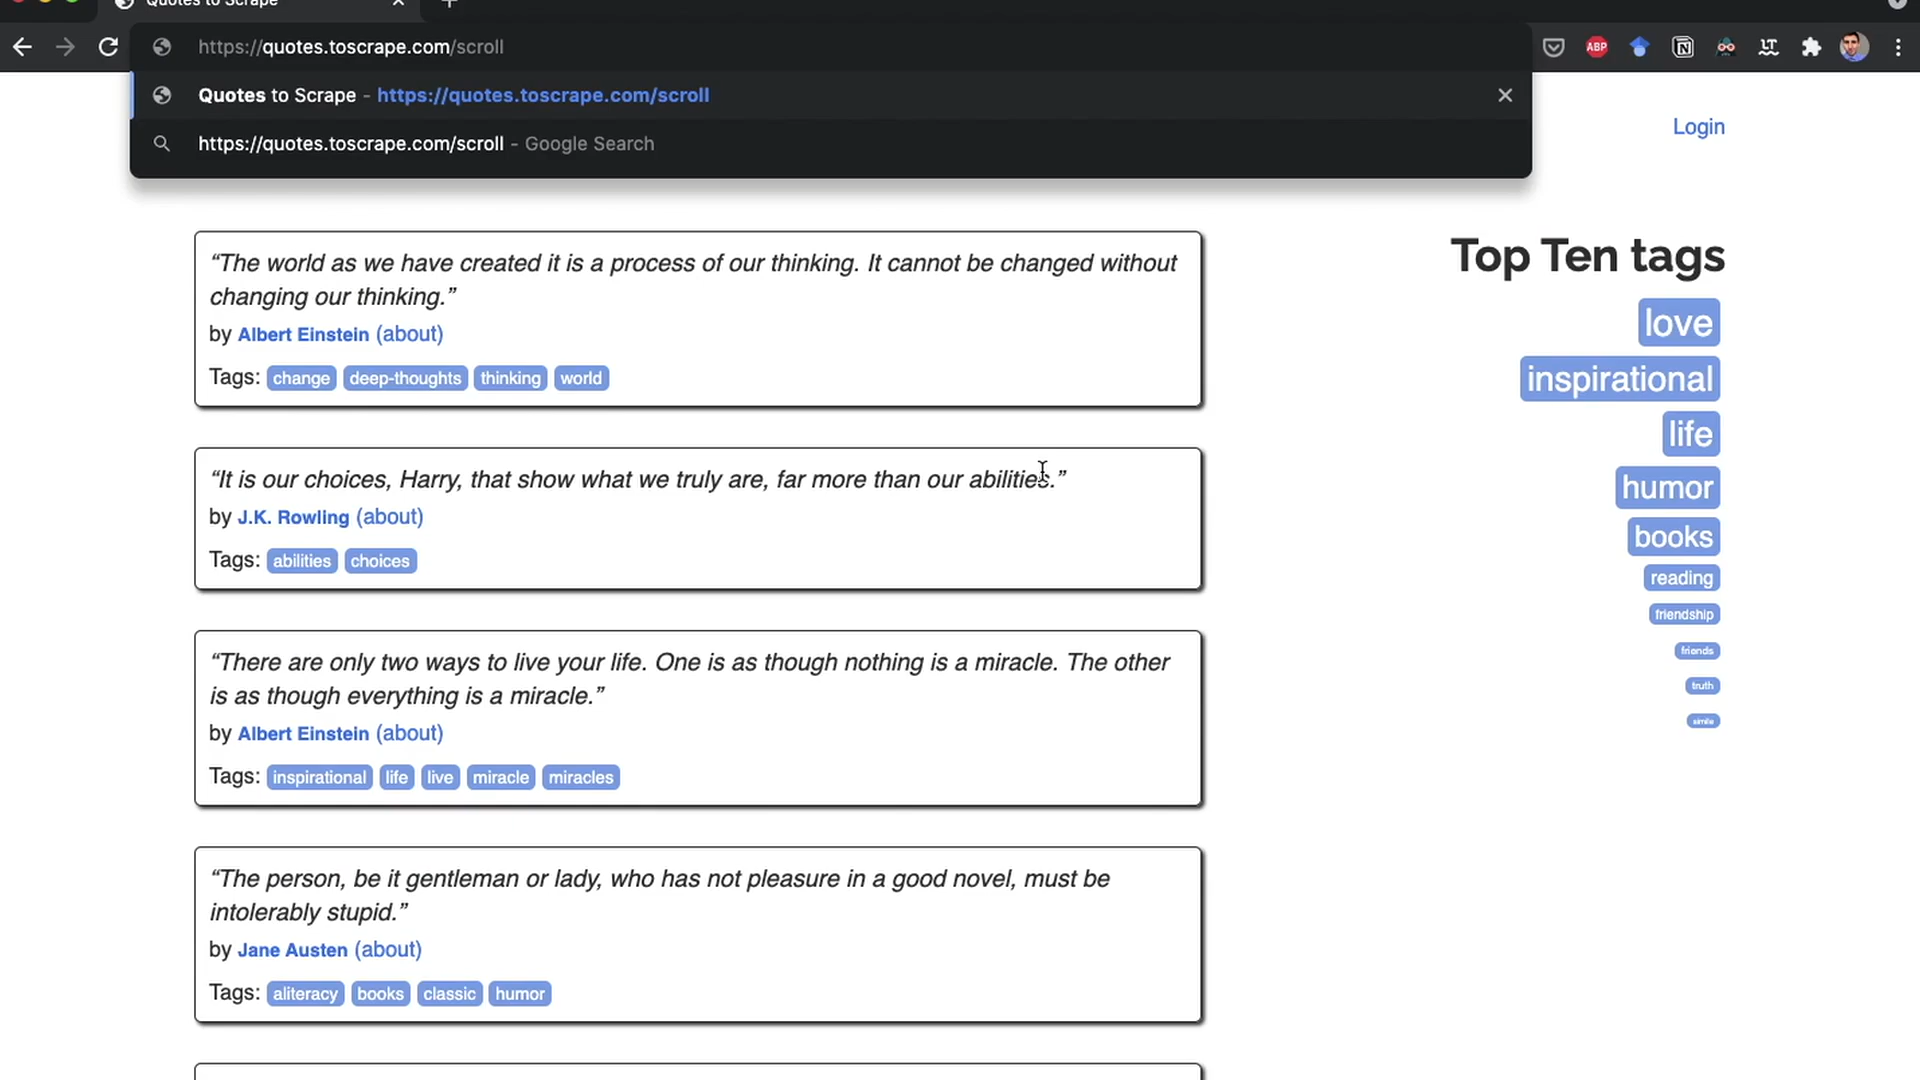 Quotes to Scrape
https://quotes.toscrape.com/scroll
Quotes to Scrape - https://quotes.toscrape.com/scroll
https://quotes.toscrape.com/scroll - Google Search
ABP
Login
“The world as we have created it is a process of our thinking. It cannot be changed without
changing our thinking.”
by Albert Einstein (about)
Tags: change deep-thoughts thinking world
“It is our choices, Harry, that show what we truly are, far more than our abilities.”
by J.K. Rowling (about)
Tags: abilities choices
“There are only two ways to live your life. One is as though nothing is a miracle. The other
is as though everything is a miracle.”
by Albert Einstein (about)
Tags: inspirational life live miracle miracles
“The person, be it gentleman or lady, who has not pleasure in a good novel, must be
intolerably stupid.”
by Jane Austen (about)
Tags: aliteracy books classic humor
Top Ten tags
love
inspirational
life
humor
books
reading
friendship
friends
truth
simile